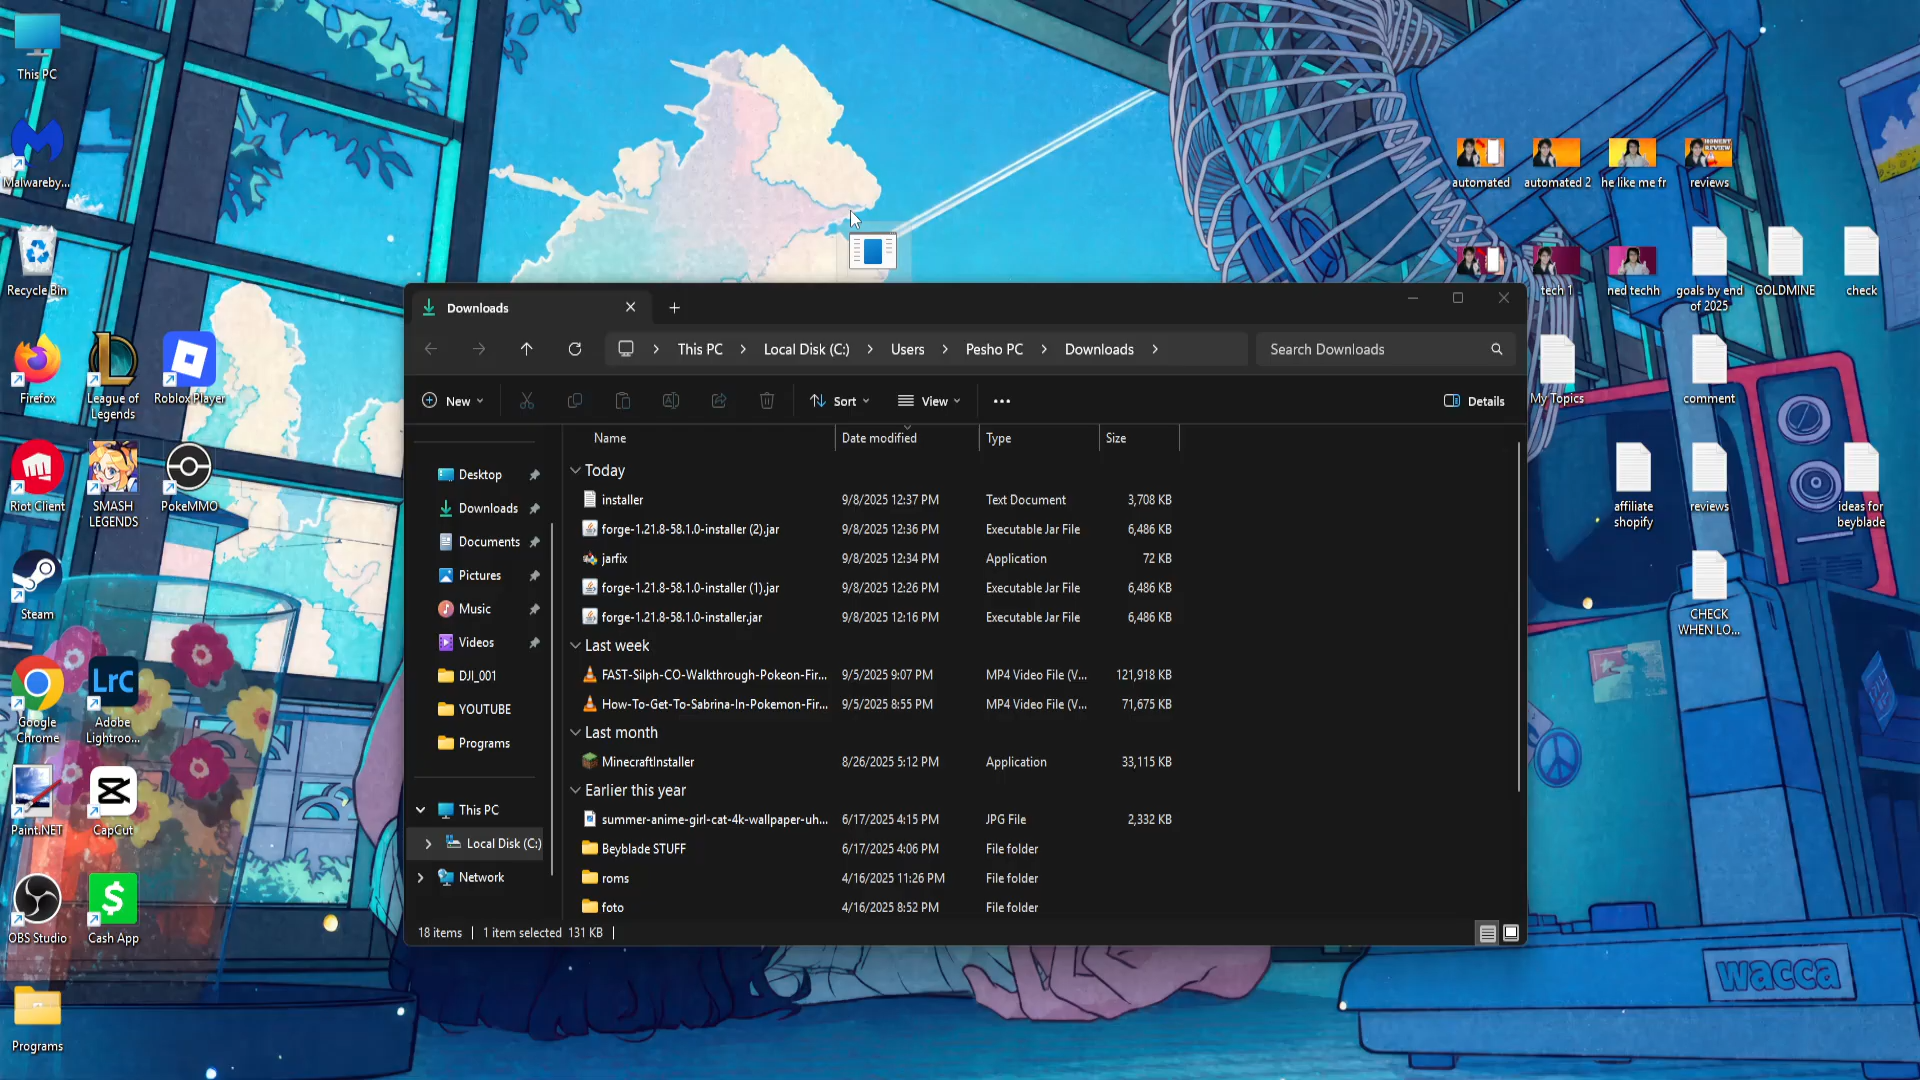 This PC
Malwareby...
Recycle Bin
Firefox
League of
Legends
Roblox Player
Riot Client
SMASH
LEGENDS
PokeMMO
Steam
Google
Chrome
Adobe
Lightroo...
Paint.NET
CapCut
OBS Studio
Cash App
Programs
Downloads
This PC
Local Disk (C:)
Users
Pesho PC
Downloads
Search Downloads
New
Sort
View
Details
Desktop
Downloads
Documents
Pictures
Music
Videos
DJI_001
YOUTUBE
Programs
This PC
Local Disk (C:)
Network
Name Date modified Type Size
Today
installer 9/8/2025 12:37 PM Text Document 3,708 KB
forge-1.21.8-58.1.0-installer (2).jar 9/8/2025 12:36 PM Executable Jar File 6,486 KB
jarfix 9/8/2025 12:34 PM Application 72 KB
forge-1.21.8-58.1.0-installer (1).jar 9/8/2025 12:26 PM Executable Jar File 6,486 KB
forge-1.21.8-58.1.0-installer.jar 9/8/2025 12:16 PM Executable Jar File 6,486 KB
Last week
FAST-Silph-CO-Walkthrough-Pokeon-Fir... 9/5/2025 9:07 PM MP4 Video File (V... 121,918 KB
How-To-Get-To-Sabrina-In-Pokemon-Fir... 9/5/2025 8:55 PM MP4 Video File (V... 71,675 KB
Last month
MinecraftInstaller 8/26/2025 5:12 PM Application 33,115 KB
Earlier this year
summer-anime-girl-cat-4k-wallpaper-uh... 6/17/2025 4:15 PM JPG File 2,332 KB
Beyblade STUFF 6/17/2025 4:06 PM File folder
roms 4/16/2025 11:26 PM File folder
foto 4/16/2025 8:52 PM File folder
18 items 1 item selected 131 KB
automated
automated 2
he like me fr
HONEST
REVIEW
reviews
tech 1
ned techh
goals by end
of 2025
GOLDMINE
check
My Topics
comment
affiliate
shopify
reviews
ideas for
beyblade
CHECK
WHEN LO...
wacca
LrC